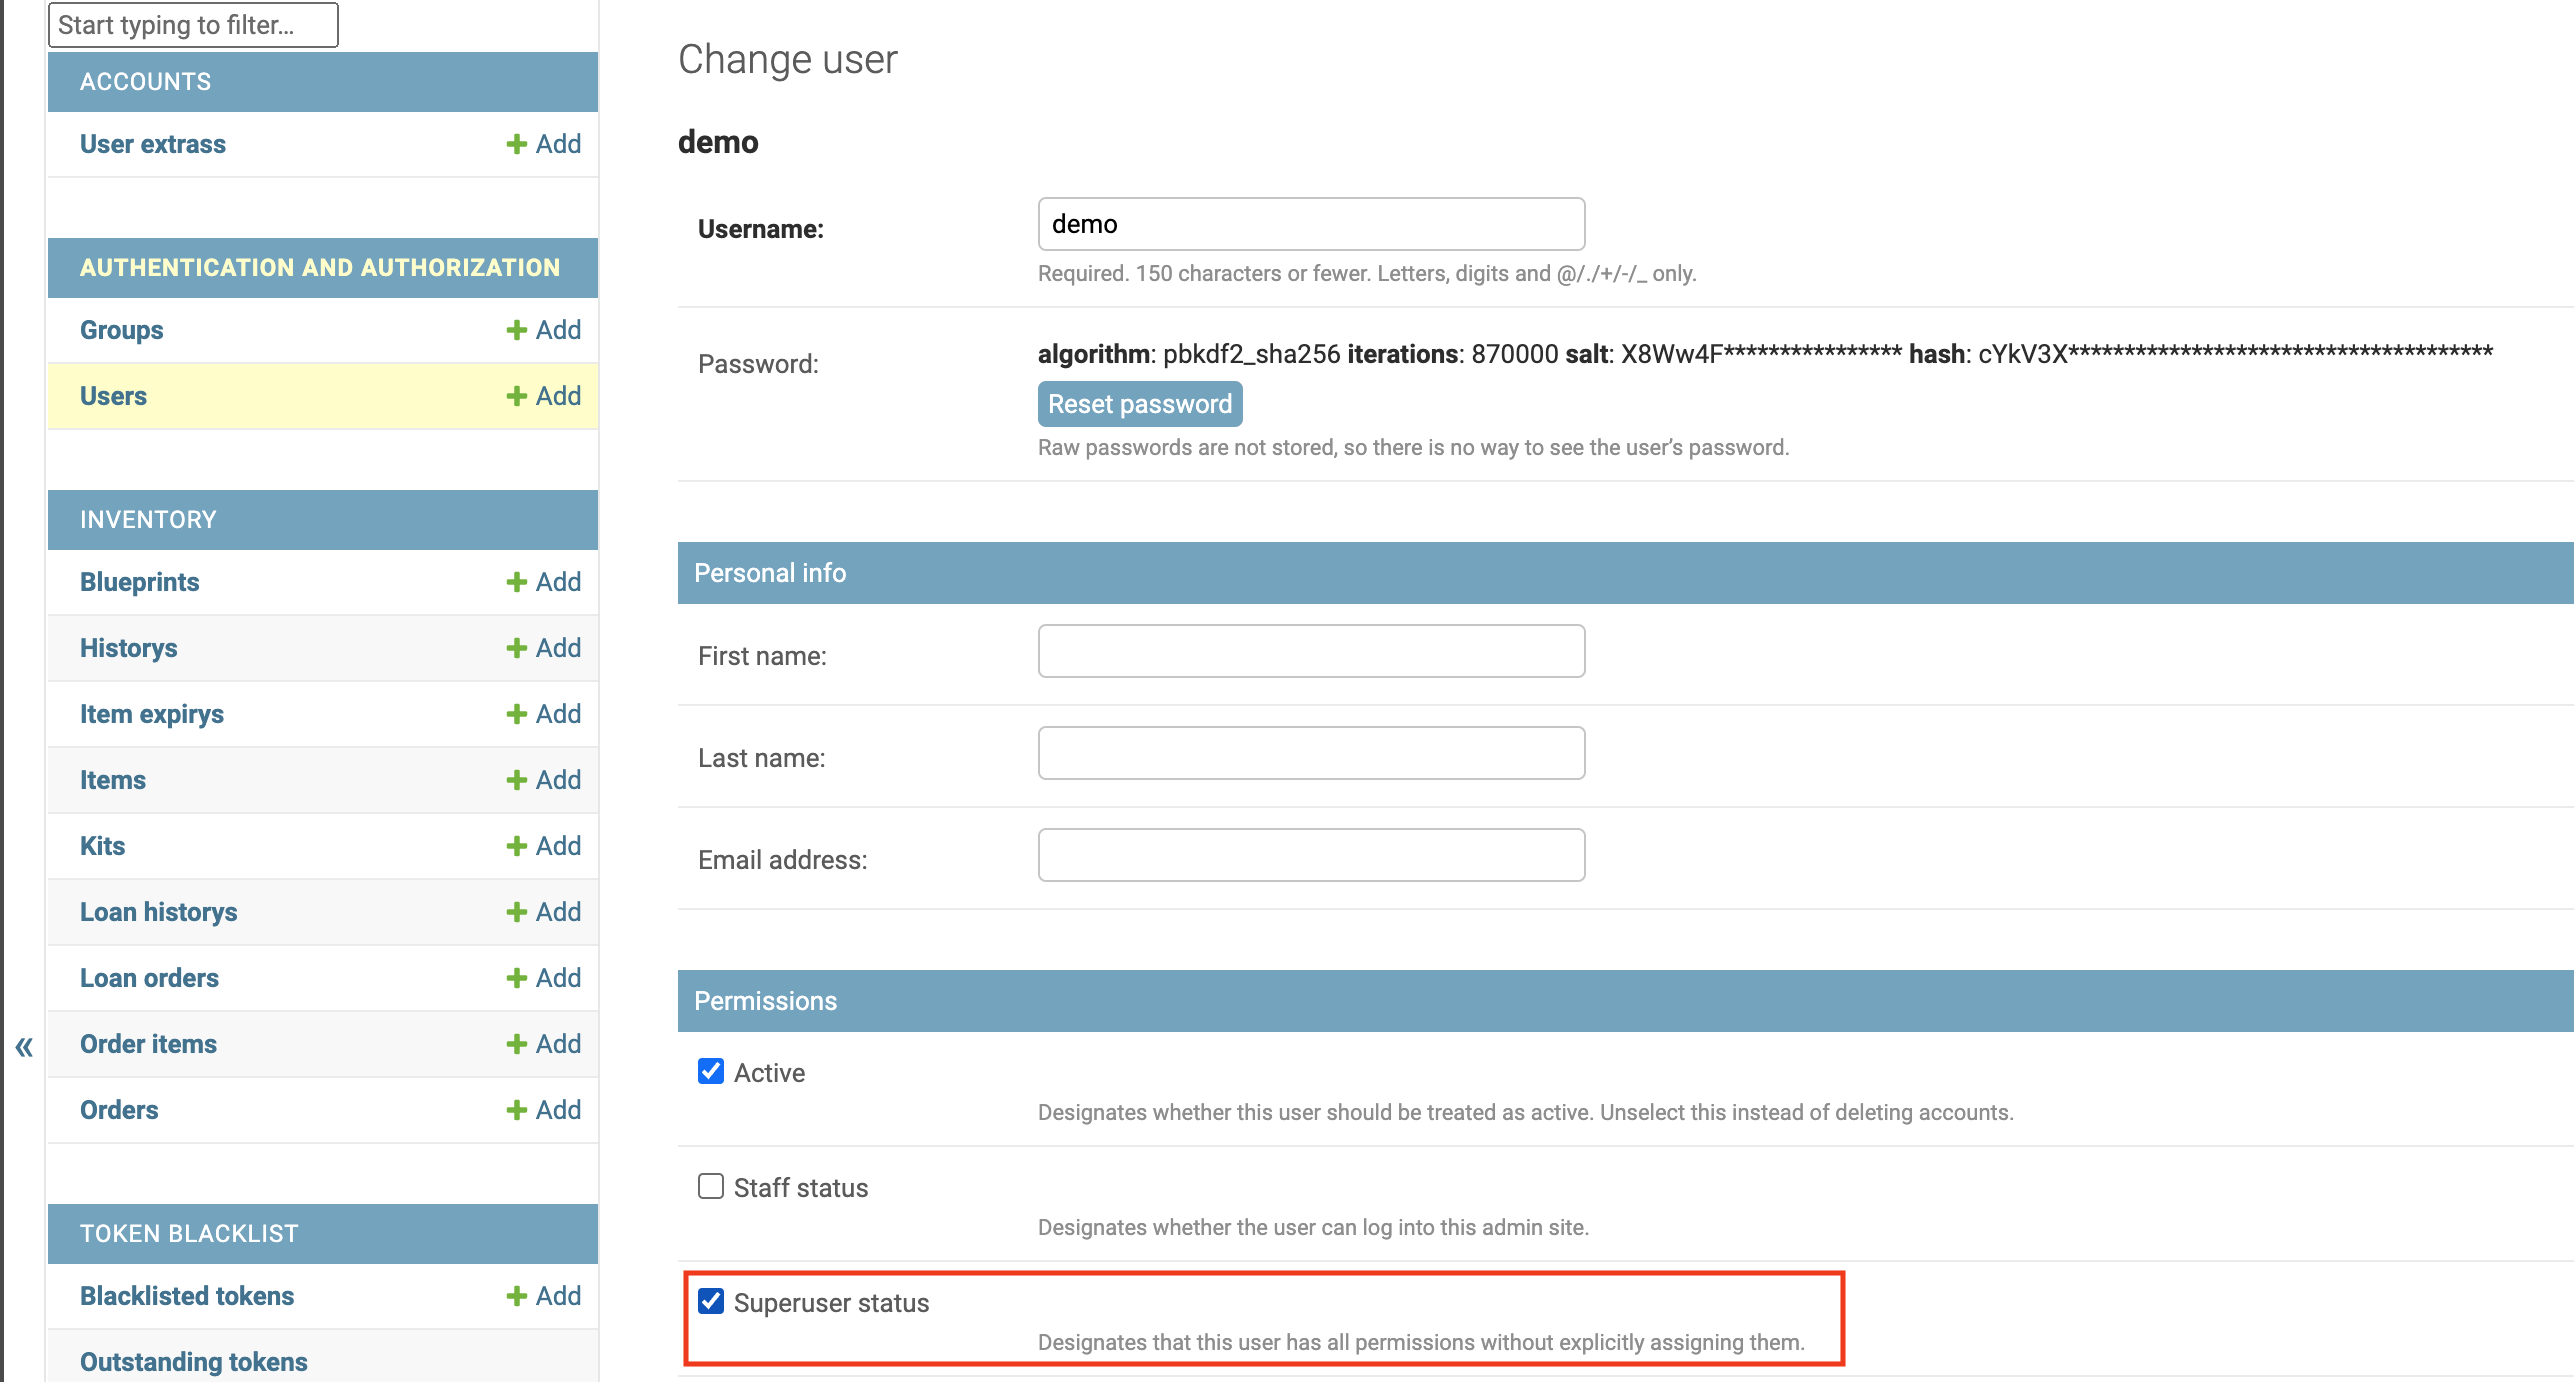 Start typing to filter...
ACCOUNTS
User extrass Add
AUTHENTICATION AND AUTHORIZATION
Groups Add
Users Add
INVENTORY
Blueprints Add
Historys Add
Item expirys Add
Items Add
Kits Add
Loan historys Add
Loan orders Add
Order items Add
Orders Add
TOKEN BLACKLIST
Blacklisted tokens Add
Outstanding tokens
«
Change user
demo
Username: demo
Required. 150 characters or fewer. Letters, digits and @/./+/-/_ only.
Password: algorithm: pbkdf2_sha256 iterations: 870000 salt: X8Ww4F**************** hash: cYkV3X**************************************
Reset password
Raw passwords are not stored, so there is no way to see the user’s password.
Personal info
First name:
Last name:
Email address:
Permissions
Active
Designates whether this user should be treated as active. Unselect this instead of deleting accounts.
Staff status
Designates whether the user can log into this admin site.
Superuser status
Designates that this user has all permissions without explicitly assigning them.